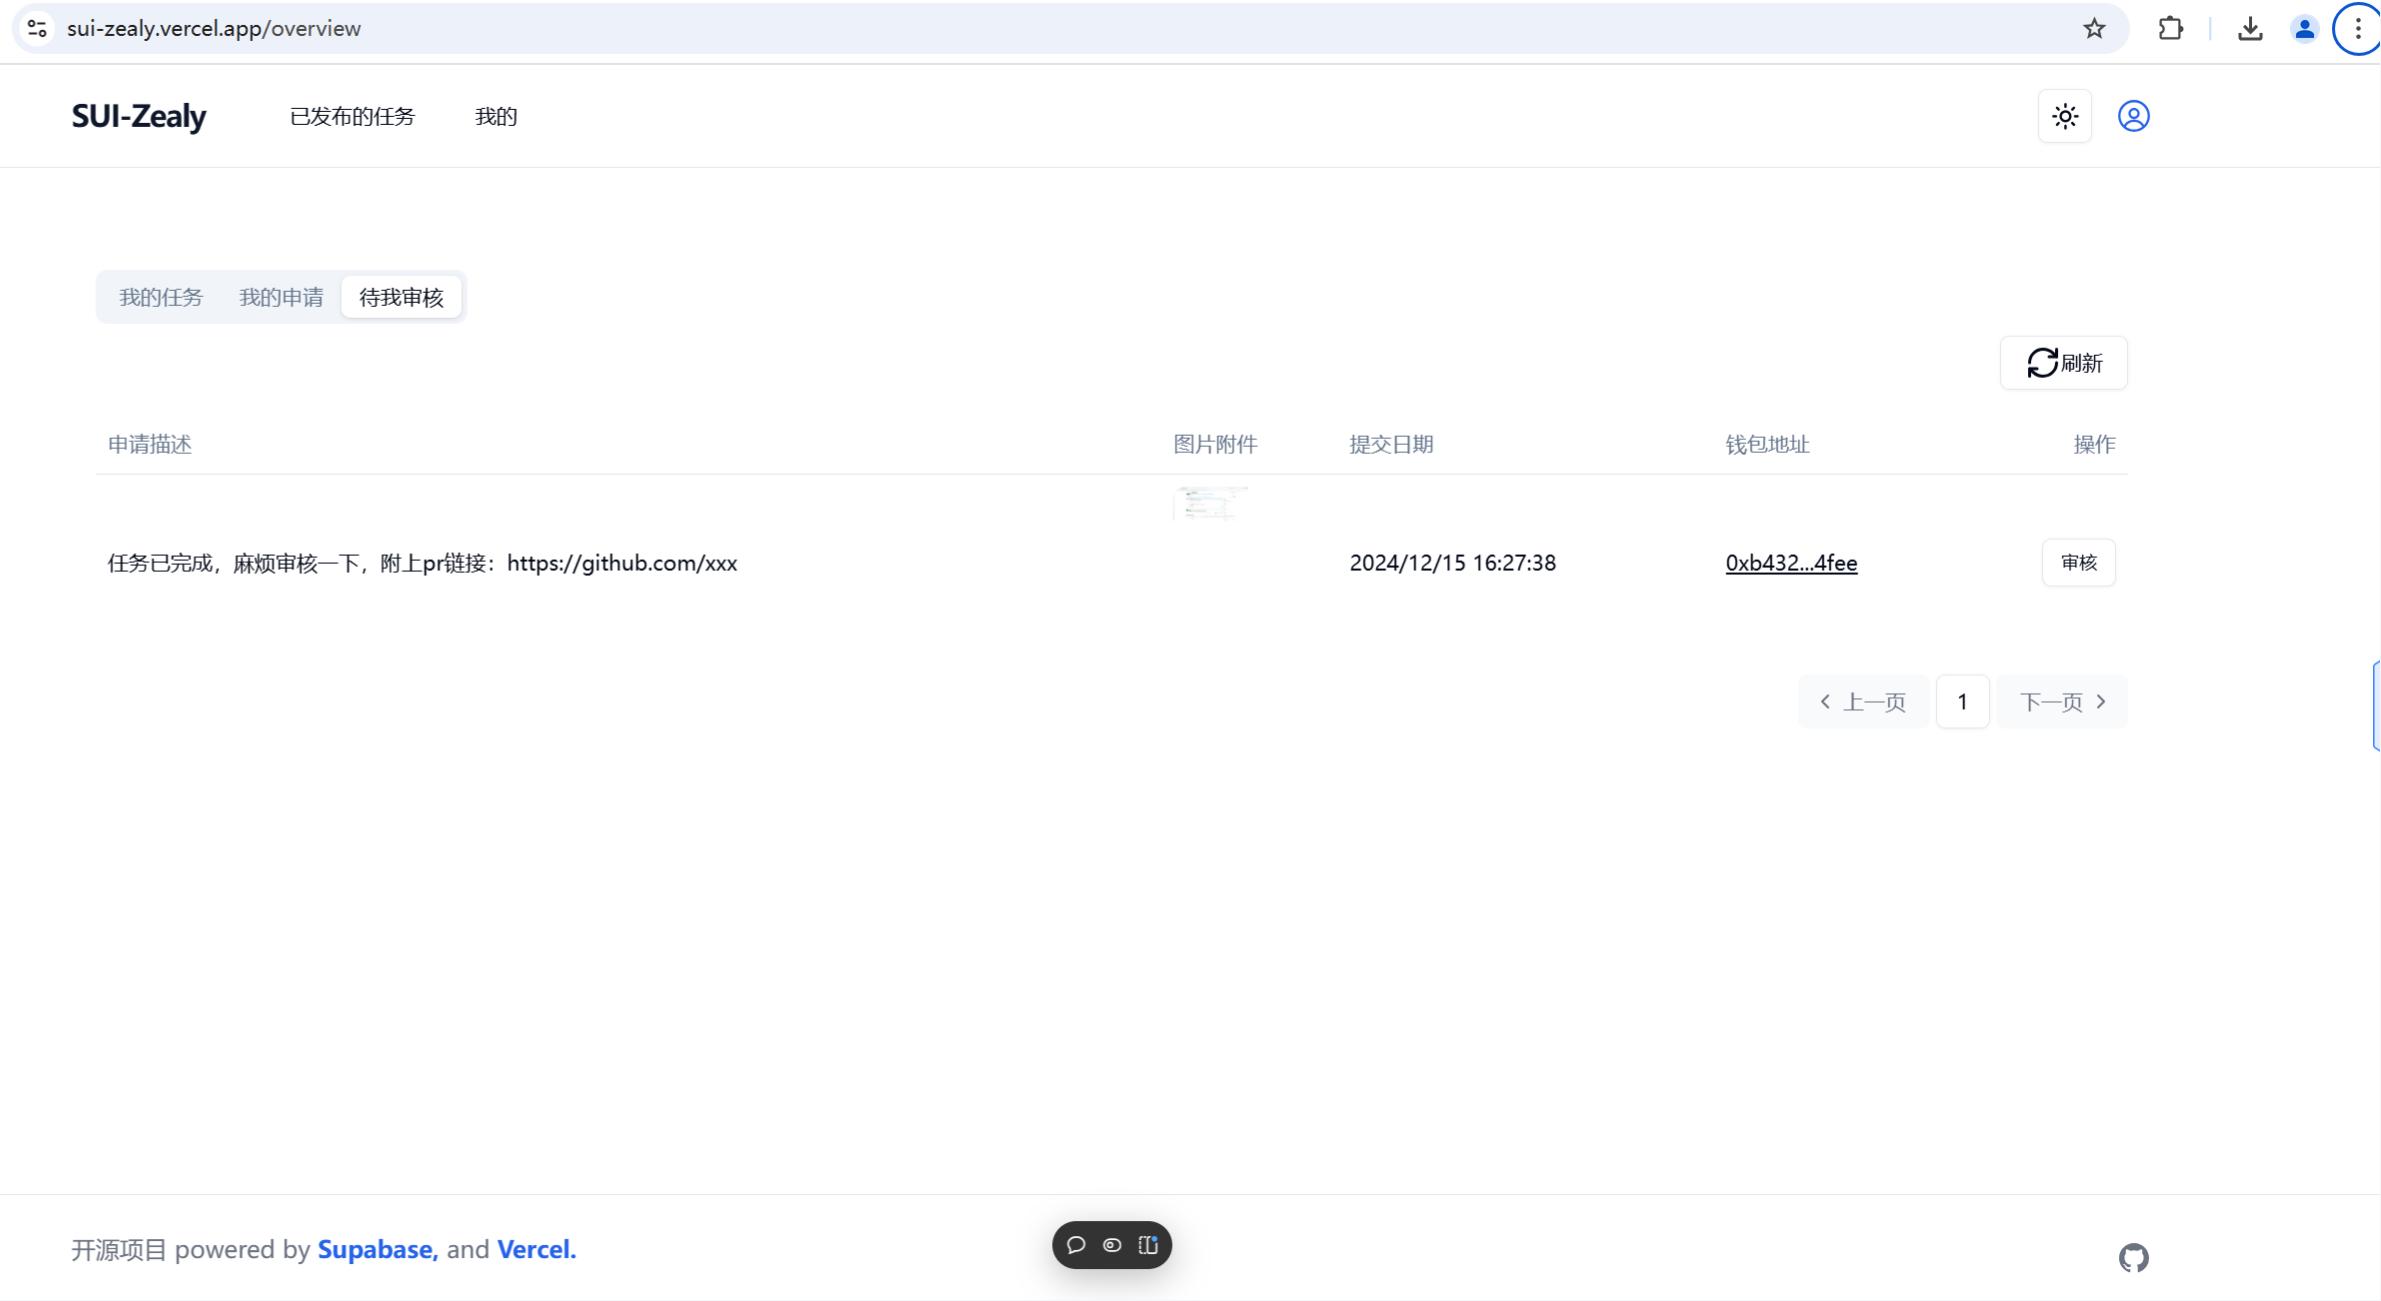 sui-zealy.vercel.app/overview
SUI-Zealy 已发布的任务 我的
我的任务 我的申请 待我审核
刷新
申请描述 图片附件 提交日期 钱包地址 操作
任务已完成，麻烦审核一下，附上pr链接：https://github.com/xxx 2024/12/15 16:27:38 0xb432...4fee 审核
上一页 1 下一页
开源项目 powered by Supabase, and Vercel.